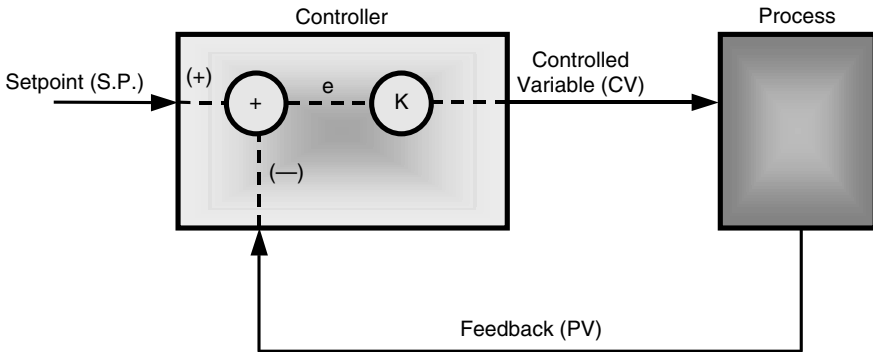 Controller
Process
Setpoint (S.P.)
(+)
+
e
K
Controlled
Variable (CV)
(—)
Feedback (PV)